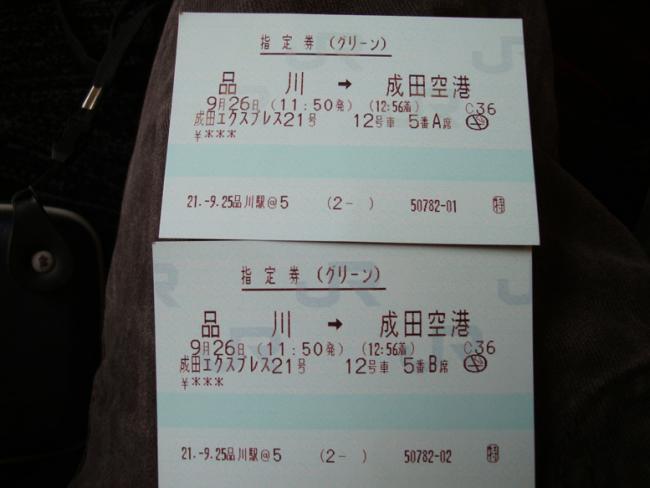 指定券 (グリーン)
品 川 → 成田空港
9月26日 (11:50発) (12:56着) C36
成田エクスプレス21号 12号車 5番A席
¥***
21.-9.25品川駅@5 (2- ) 50782-01
指定券 (グリーン)
品 川 → 成田空港
9月26日 (11:50発) (12:56着) C36
成田エクスプレス21号 12号車 5番B席
¥***
21.-9.25品川駅@5 (2- ) 50782-02